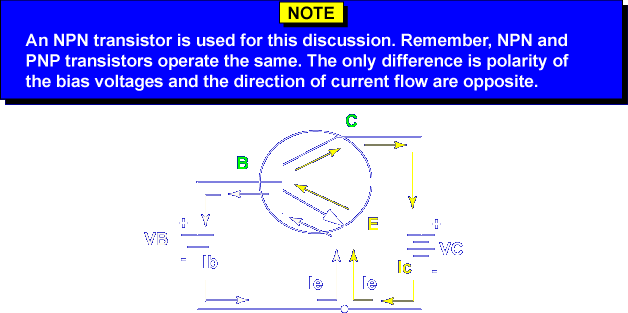 NOTE
An NPN transistor is used for this discussion. Remember, NPN and
PNP transistors operate the same. The only difference is polarity of
the bias voltages and the direction of current flow are opposite.
C
B
E
+
+
VB
VC
-
Ib
Ic
-
Ie
Ie